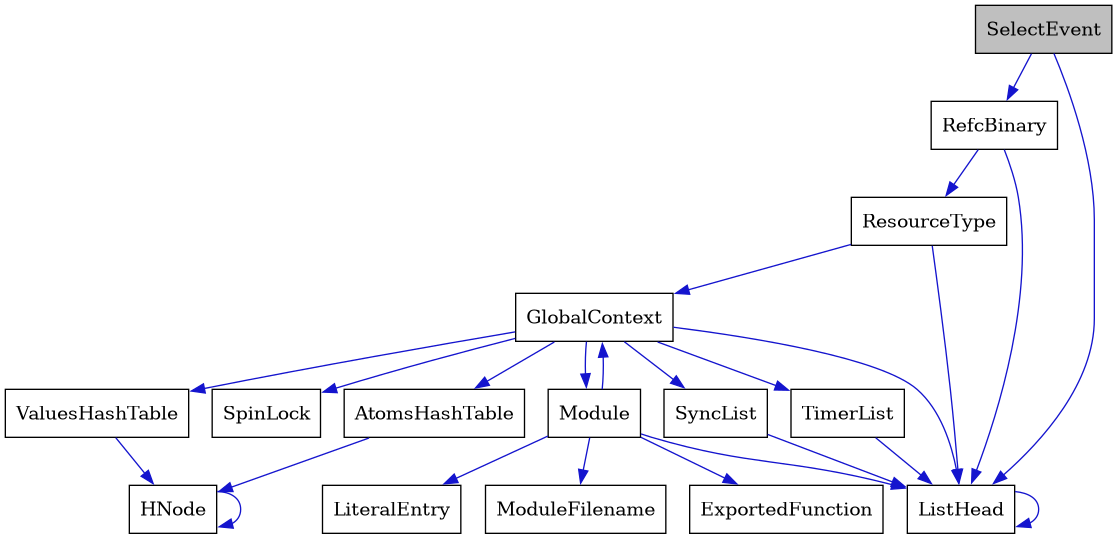 SelectEvent
RefcBinary
ResourceType
GlobalContext
ValuesHashTable
SpinLock
AtomsHashTable
Module
SyncList
TimerList
HNode
LiteralEntry
ModuleFilename
ExportedFunction
ListHead